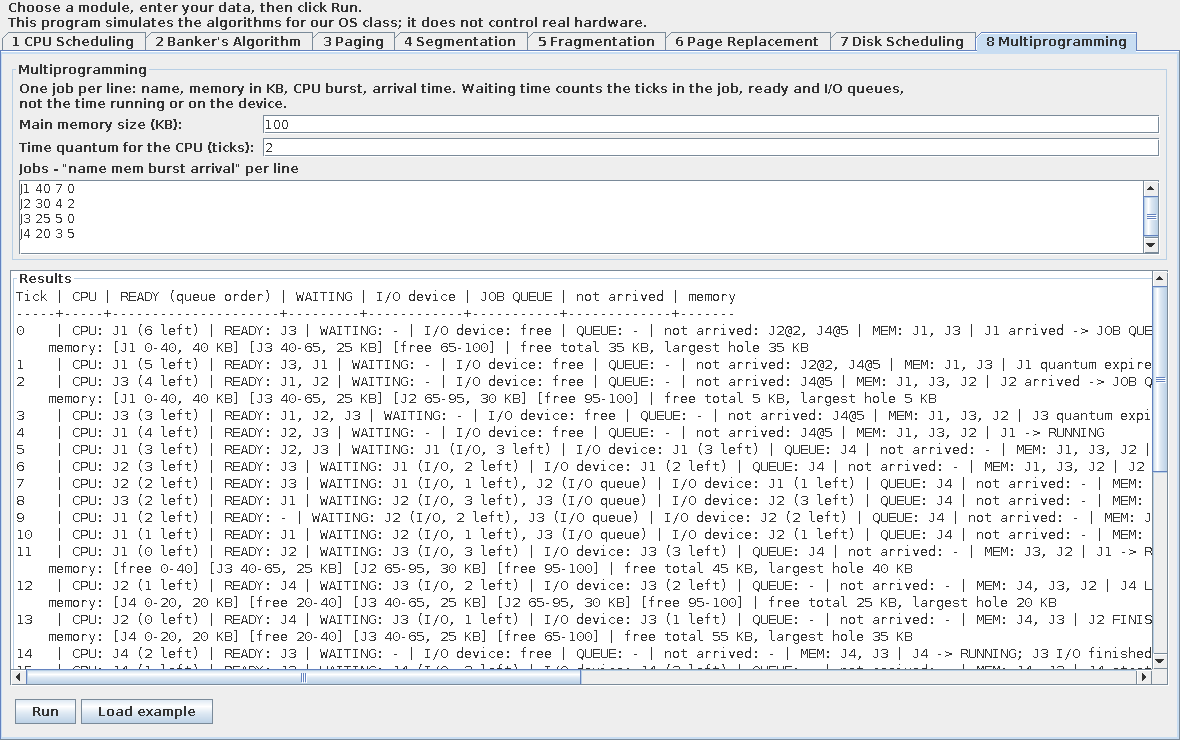 Choose a module, enter your data, then click Run.
This program simulates the algorithms for our OS class; it does not control real hardware.
1 CPU Scheduling 2 Banker's Algorithm 3 Paging 4 Segmentation 5 Fragmentation 6 Page Replacement 7 Disk Scheduling 8 Multiprogramming
Multiprogramming
One job per line: name, memory in KB, CPU burst, arrival time. Waiting time counts the ticks in the job, ready and I/O queues,
not the time running or on the device.
Main memory size (KB): 100
Time quantum for the CPU (ticks): 2
Jobs - "name mem burst arrival" per line
J1 40 7 0
J2 30 4 2
J3 25 5 0
J4 20 3 5
Results
Tick | CPU | READY (queue order) | WAITING | I/O device | JOB QUEUE | not arrived | memory
-----+-----+---------------------+---------+------------+-----------+-------------+-------
0 | CPU: J1 (6 left) | READY: J3 | WAITING: - | I/O device: free | QUEUE: - | not arrived: J2@2, J4@5 | MEM: J1, J3 | J1 arrived -> JOB QUE
memory: [J1 0-40, 40 KB] [J3 40-65, 25 KB] [free 65-100] | free total 35 KB, largest hole 35 KB
1 | CPU: J1 (5 left) | READY: J3, J1 | WAITING: - | I/O device: free | QUEUE: - | not arrived: J2@2, J4@5 | MEM: J1, J3 | J1 quantum expire
2 | CPU: J3 (4 left) | READY: J1, J2 | WAITING: - | I/O device: free | QUEUE: - | not arrived: J4@5 | MEM: J1, J3, J2 | J2 arrived -> JOB Q
memory: [J1 0-40, 40 KB] [J3 40-65, 25 KB] [J2 65-95, 30 KB] [free 95-100] | free total 5 KB, largest hole 5 KB
3 | CPU: J3 (3 left) | READY: J1, J2, J3 | WAITING: - | I/O device: free | QUEUE: - | not arrived: J4@5 | MEM: J1, J3, J2 | J3 quantum expi
4 | CPU: J1 (4 left) | READY: J2, J3 | WAITING: - | I/O device: free | QUEUE: - | not arrived: J4@5 | MEM: J1, J3, J2 | J1 -> RUNNING
5 | CPU: J1 (3 left) | READY: J2, J3 | WAITING: J1 (I/O, 3 left) | I/O device: J1 (3 left) | QUEUE: J4 | not arrived: - | MEM: J1, J3, J2 |
6 | CPU: J2 (3 left) | READY: J3 | WAITING: J1 (I/O, 2 left) | I/O device: J1 (2 left) | QUEUE: J4 | not arrived: - | MEM: J1, J3, J2 | J2
7 | CPU: J2 (2 left) | READY: J3 | WAITING: J1 (I/O, 1 left), J2 (I/O queue) | I/O device: J1 (1 left) | QUEUE: J4 | not arrived: - | MEM:
8 | CPU: J3 (2 left) | READY: J1 | WAITING: J2 (I/O, 3 left) | I/O device: J2 (3 left) | QUEUE: J4 | not arrived: - | MEM: J1, J3, J2 |
9 | CPU: J1 (2 left) | READY: - | WAITING: J2 (I/O, 2 left), J3 (I/O queue) | I/O device: J2 (2 left) | QUEUE: J4 | not arrived: - | MEM: J
10 | CPU: J1 (1 left) | READY: - | WAITING: J2 (I/O, 1 left), J3 (I/O queue) | I/O device: J2 (1 left) | QUEUE: J4 | not arrived: - | MEM:
11 | CPU: J1 (0 left) | READY: J2 | WAITING: J3 (I/O, 3 left) | I/O device: J3 (3 left) | QUEUE: J4 | not arrived: - | MEM: J3, J2 | J1 -> R
memory: [free 0-40] [J3 40-65, 25 KB] [J2 65-95, 30 KB] [free 95-100] | free total 45 KB, largest hole 40 KB
12 | CPU: J2 (1 left) | READY: J4 | WAITING: J3 (I/O, 2 left) | I/O device: J3 (2 left) | QUEUE: - | not arrived: - | MEM: J4, J3, J2 | J4 L
memory: [J4 0-20, 20 KB] [free 20-40] [J3 40-65, 25 KB] [J2 65-95, 30 KB] [free 95-100] | free total 25 KB, largest hole 20 KB
13 | CPU: J2 (0 left) | READY: J4 | WAITING: J3 (I/O, 1 left) | I/O device: J3 (1 left) | QUEUE: - | not arrived: - | MEM: J4, J3 | J2 FINIS
memory: [J4 0-20, 20 KB] [free 20-40] [J3 40-65, 25 KB] [free 65-100] | free total 55 KB, largest hole 35 KB
14 | CPU: J4 (2 left) | READY: J3 | WAITING: - | I/O device: free | QUEUE: - | not arrived: - | MEM: J4, J3 | J4 -> RUNNING; J3 I/O finished
Run Load example